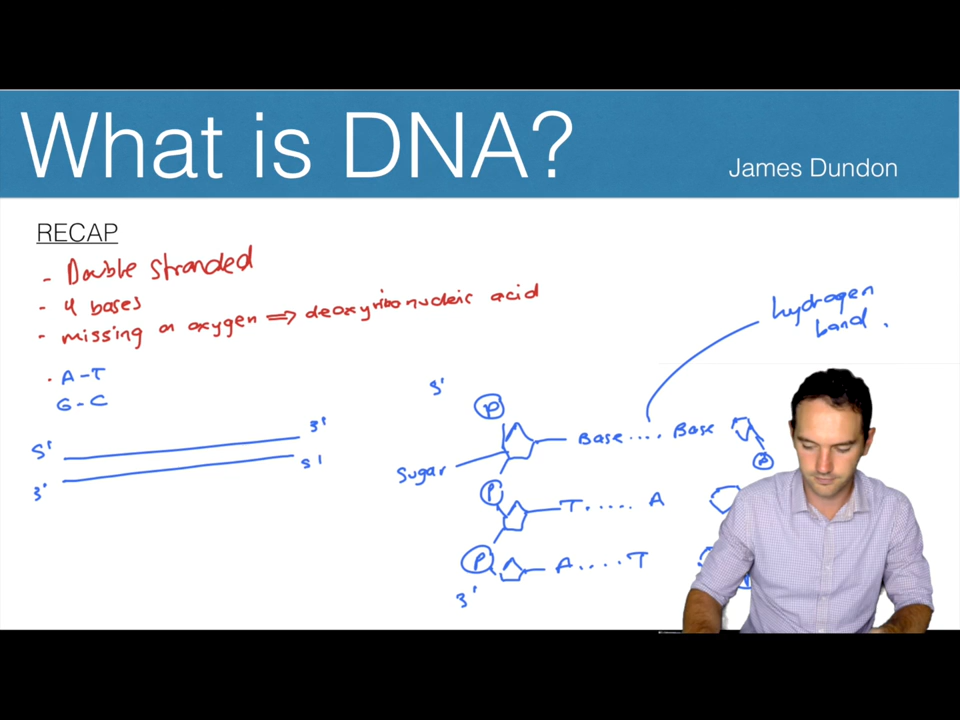 What is DNA?
James Dundon
RECAP
- Double stranded
- 4 bases
- missing an oxygen => deoxyribonucleic acid
· A-T
G-C
5' 3'
3' 5'
hydrogen
bond.
5'
P
Base.... Base
P
Sugar
P
T..... A
P
A....T
3'